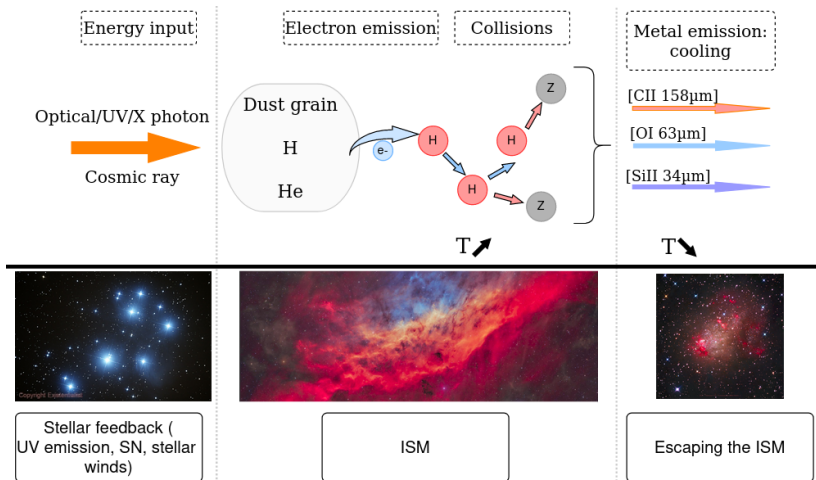 Energy input
Electron emission
Collisions
Metal emission:
cooling
Optical/UV/X photon
Cosmic ray
Dust grain
H
He
e-
H
H
H
Z
Z
[CII 158µm]
[OI 63µm]
[SiII 34µm]
T
T
Stellar feedback (
UV emission, SN, stellar
winds)
ISM
Escaping the ISM